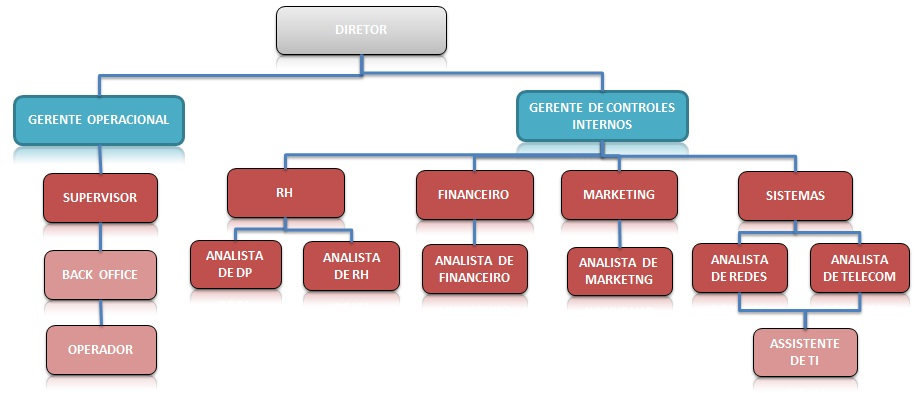 DIRETOR
GERENTE OPERACIONAL
GERENTE DE CONTROLES
INTERNOS
SUPERVISOR
RH
FINANCEIRO
MARKETING
SISTEMAS
BACK OFFICE
ANALISTA
DE DP
ANALISTA
DE RH
ANALISTA DE
FINANCEIRO
ANALISTA DE
MARKETNG
ANALISTA
DE REDES
ANALISTA
DE TELECOM
OPERADOR
ASSISTENTE
DE TI